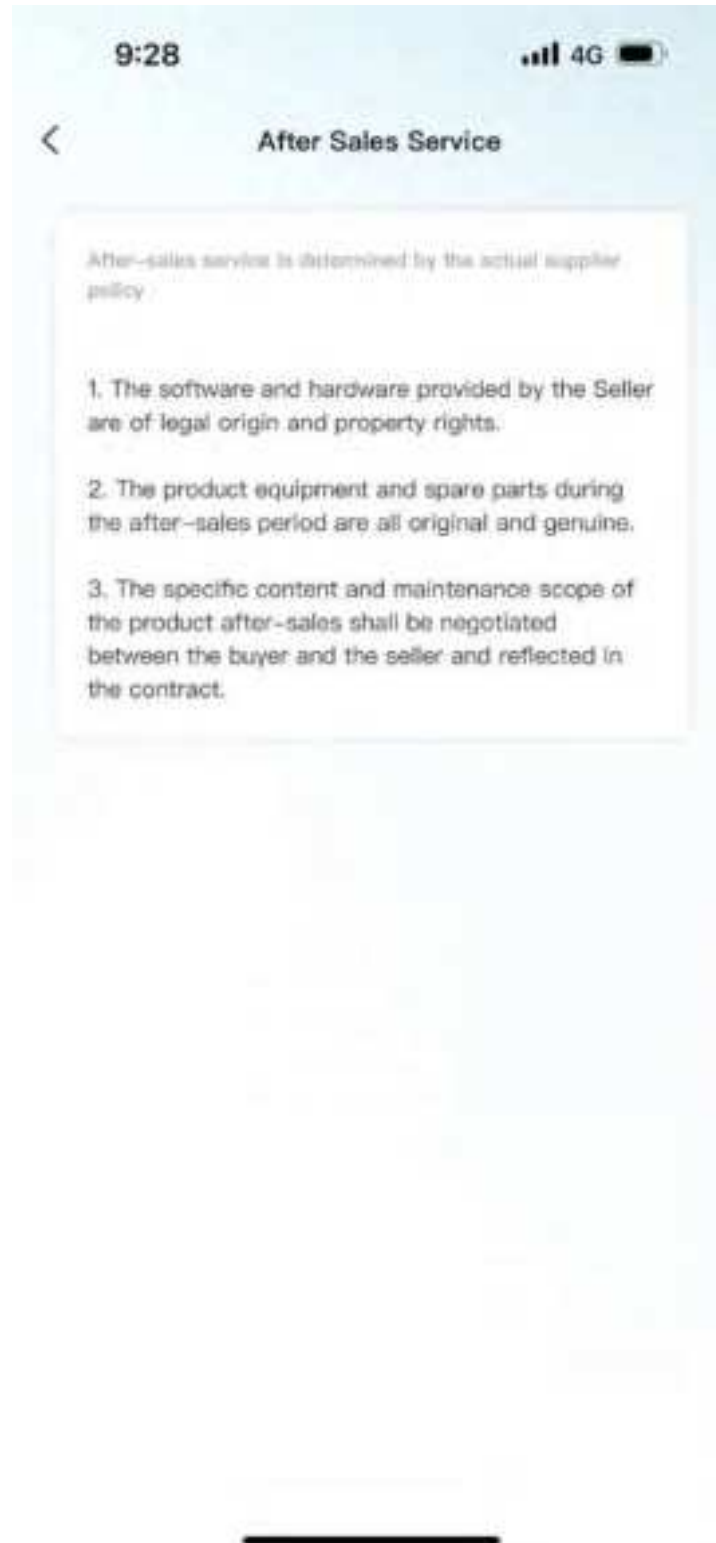 9:28
4G
After Sales Service
After-sales service is determined by the actual supplier
policy
1. The software and hardware provided by the Seller
are of legal origin and property rights.
2. The product equipment and spare parts during
the after-sales period are all original and genuine.
3. The specific content and maintenance scope of
the product after-sales shall be negotiated
between the buyer and the seller and reflected in
the contract.